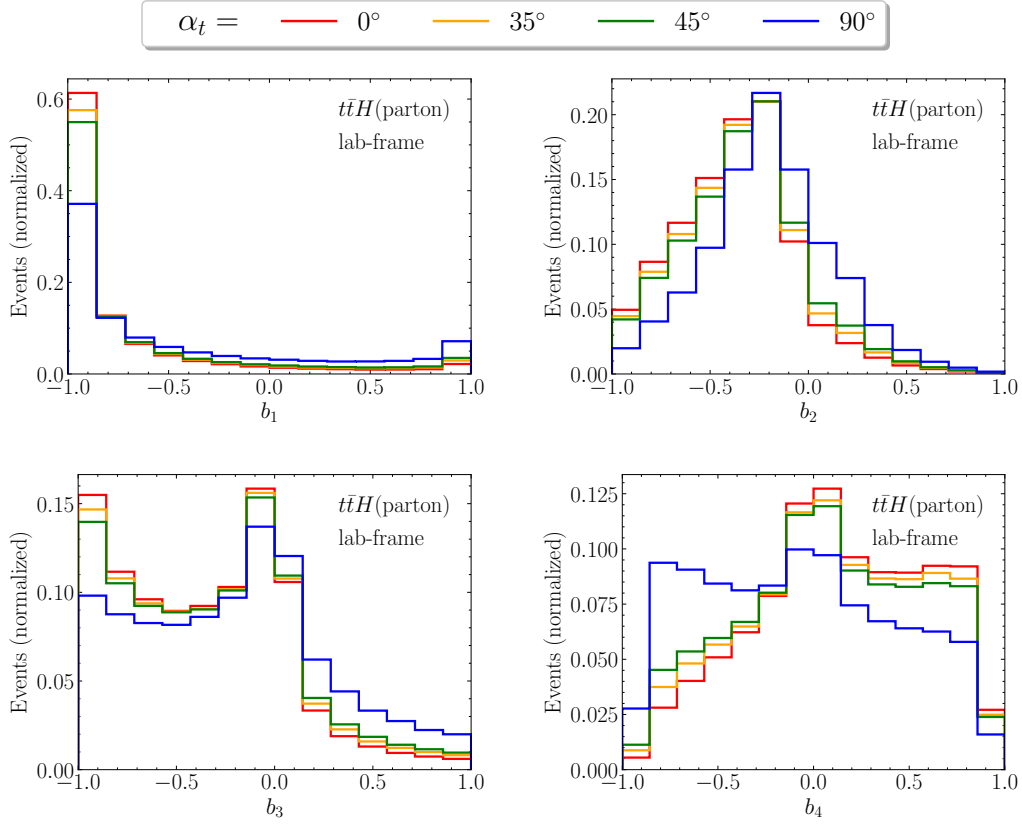 α_t = 0° 35° 45° 90°
tt̄H(parton)
lab-frame
Events (normalized)
0.6
0.4
0.2
0.0
−1.0 −0.5 0.0 0.5 1.0
b₁
tt̄H(parton)
lab-frame
Events (normalized)
0.20
0.15
0.10
0.05
0.00
−1.0 −0.5 0.0 0.5 1.0
b₂
tt̄H(parton)
lab-frame
Events (normalized)
0.15
0.10
0.05
0.00
−1.0 −0.5 0.0 0.5 1.0
b₃
tt̄H(parton)
lab-frame
Events (normalized)
0.125
0.100
0.075
0.050
0.025
0.000
−1.0 −0.5 0.0 0.5 1.0
b₄